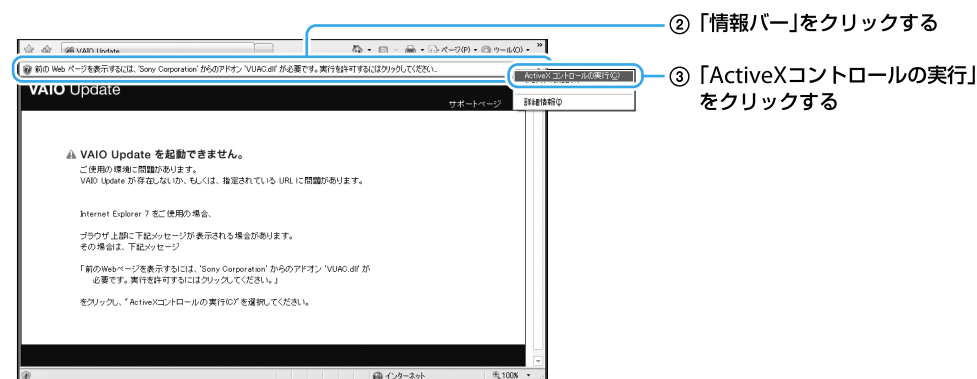 ② 「情報バー」をクリックする
VAIO Update
ページ(P) ツール(O) »
前の Web ページを表示するには、'Sony Corporation' からのアドオン 'VUAC.dll' が必要です。実行を許可するにはクリックしてください...
ActiveX コントロールの実行(C)
③ 「ActiveXコントロールの実行」
をクリックする
VAIO Update
サポートページ
詳細情報(I)
VAIO Update を起動できません。
ご使用の環境に問題があります。
VAIO Update が存在しないか、もしくは、指定されている URL に問題があります。
Internet Explorer 7 をご使用の場合、
ブラウザ上部に下記メッセージが表示される場合があります。
その場合は、下記メッセージ
「前のWebページを表示するには、'Sony Corporation' からのアドオン 'VUAC.dll' が
必要です。実行を許可するにはクリックしてください。」
をクリックし、"ActiveXコントロールの実行(C)"を選択してください。
インターネット
100%